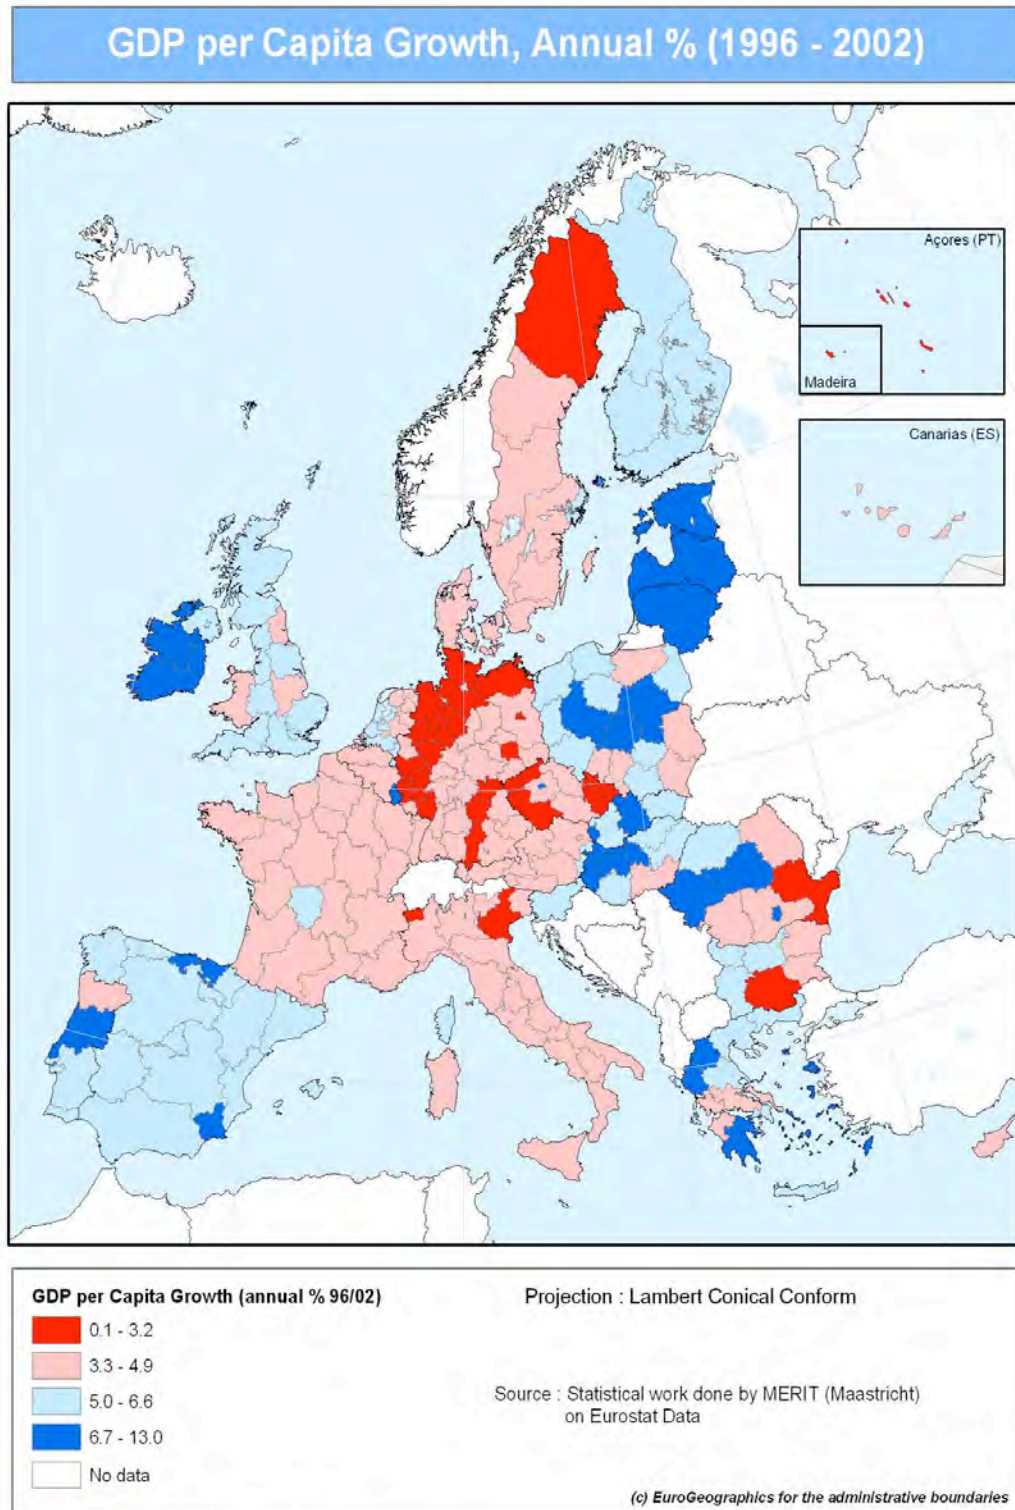 GDP per Capita Growth, Annual % (1996 - 2002)
Açores (PT)
Madeira
Canarias (ES)
GDP per Capita Growth (annual % 96/02)
0.1 - 3.2
3.3 - 4.9
5.0 - 6.6
6.7 - 13.0
No data
Projection : Lambert Conical Conform
Source : Statistical work done by MERIT (Maastricht)
on Eurostat Data
(c) EuroGeographics for the administrative boundaries